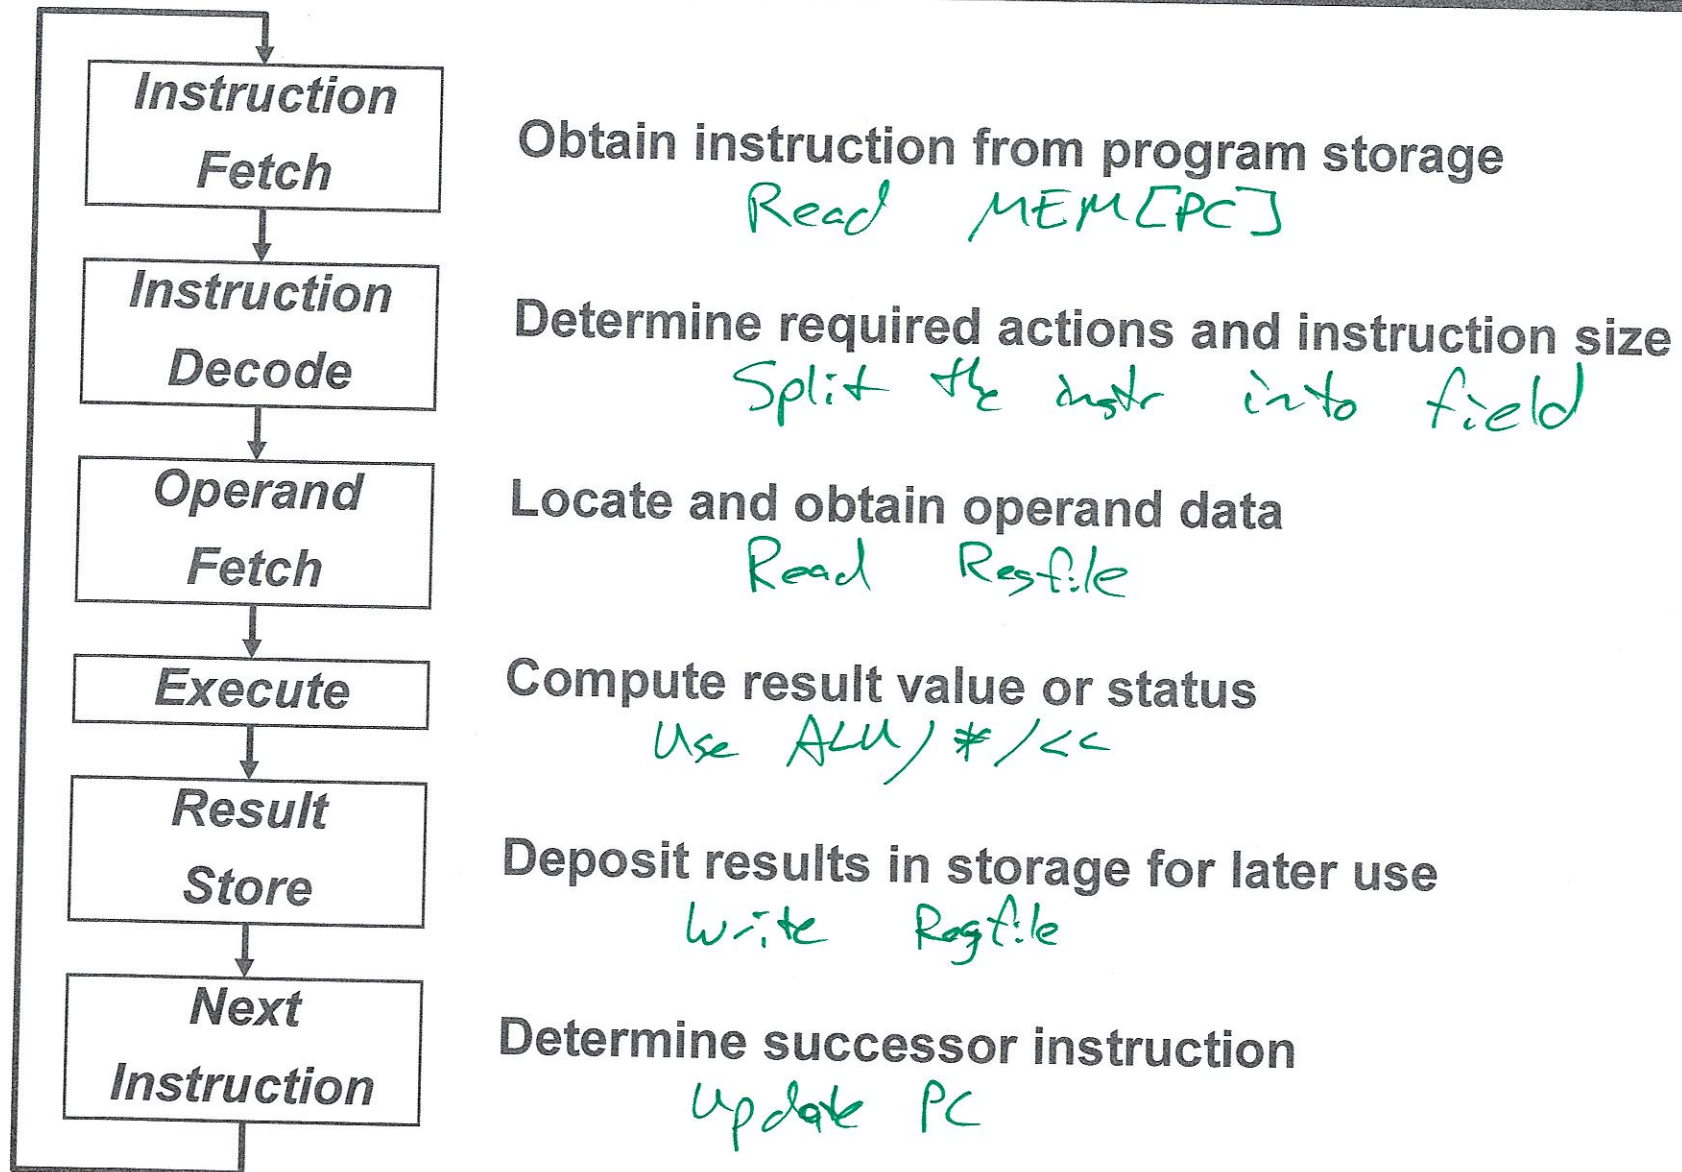 Instruction
Fetch
Obtain instruction from program storage
Read MEM[PC]
Instruction
Decode
Determine required actions and instruction size
Split the instr into field
Operand
Fetch
Locate and obtain operand data
Read Regfile
Execute
Compute result value or status
Use ALU/*/<<
Result
Store
Deposit results in storage for later use
Write Regfile
Next
Instruction
Determine successor instruction
Update PC